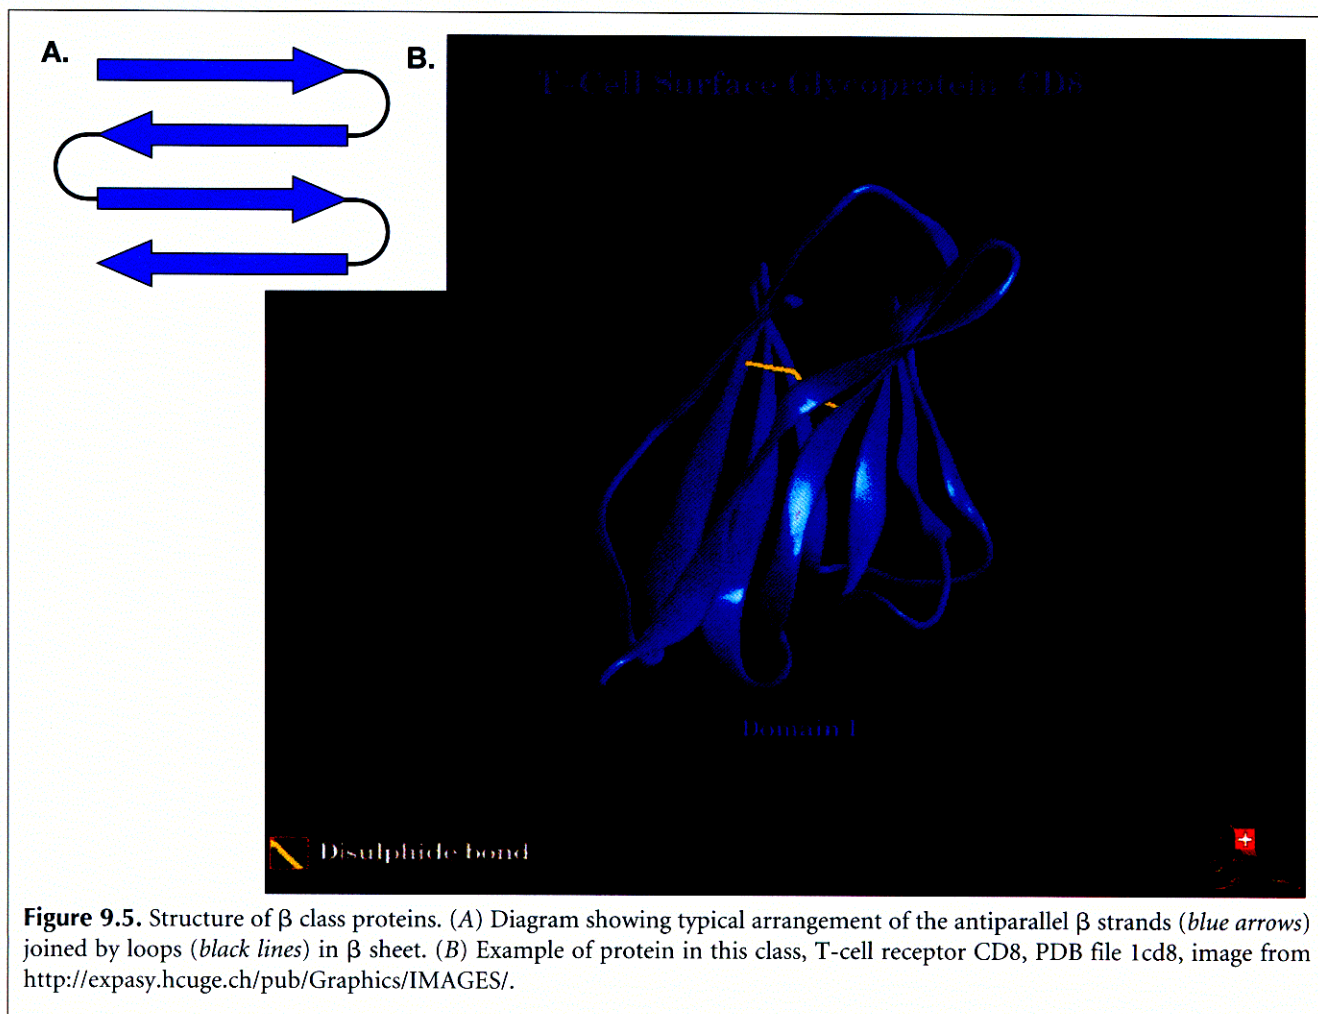 A.
B.
T-Cell Surface Glycoprotein CD8
Domain 1
Disulphide bond
Figure 9.5. Structure of β class proteins. (A) Diagram showing typical arrangement of the antiparallel β strands (blue arrows)
joined by loops (black lines) in β sheet. (B) Example of protein in this class, T-cell receptor CD8, PDB file 1cd8, image from
http://expasy.hcuge.ch/pub/Graphics/IMAGES/.